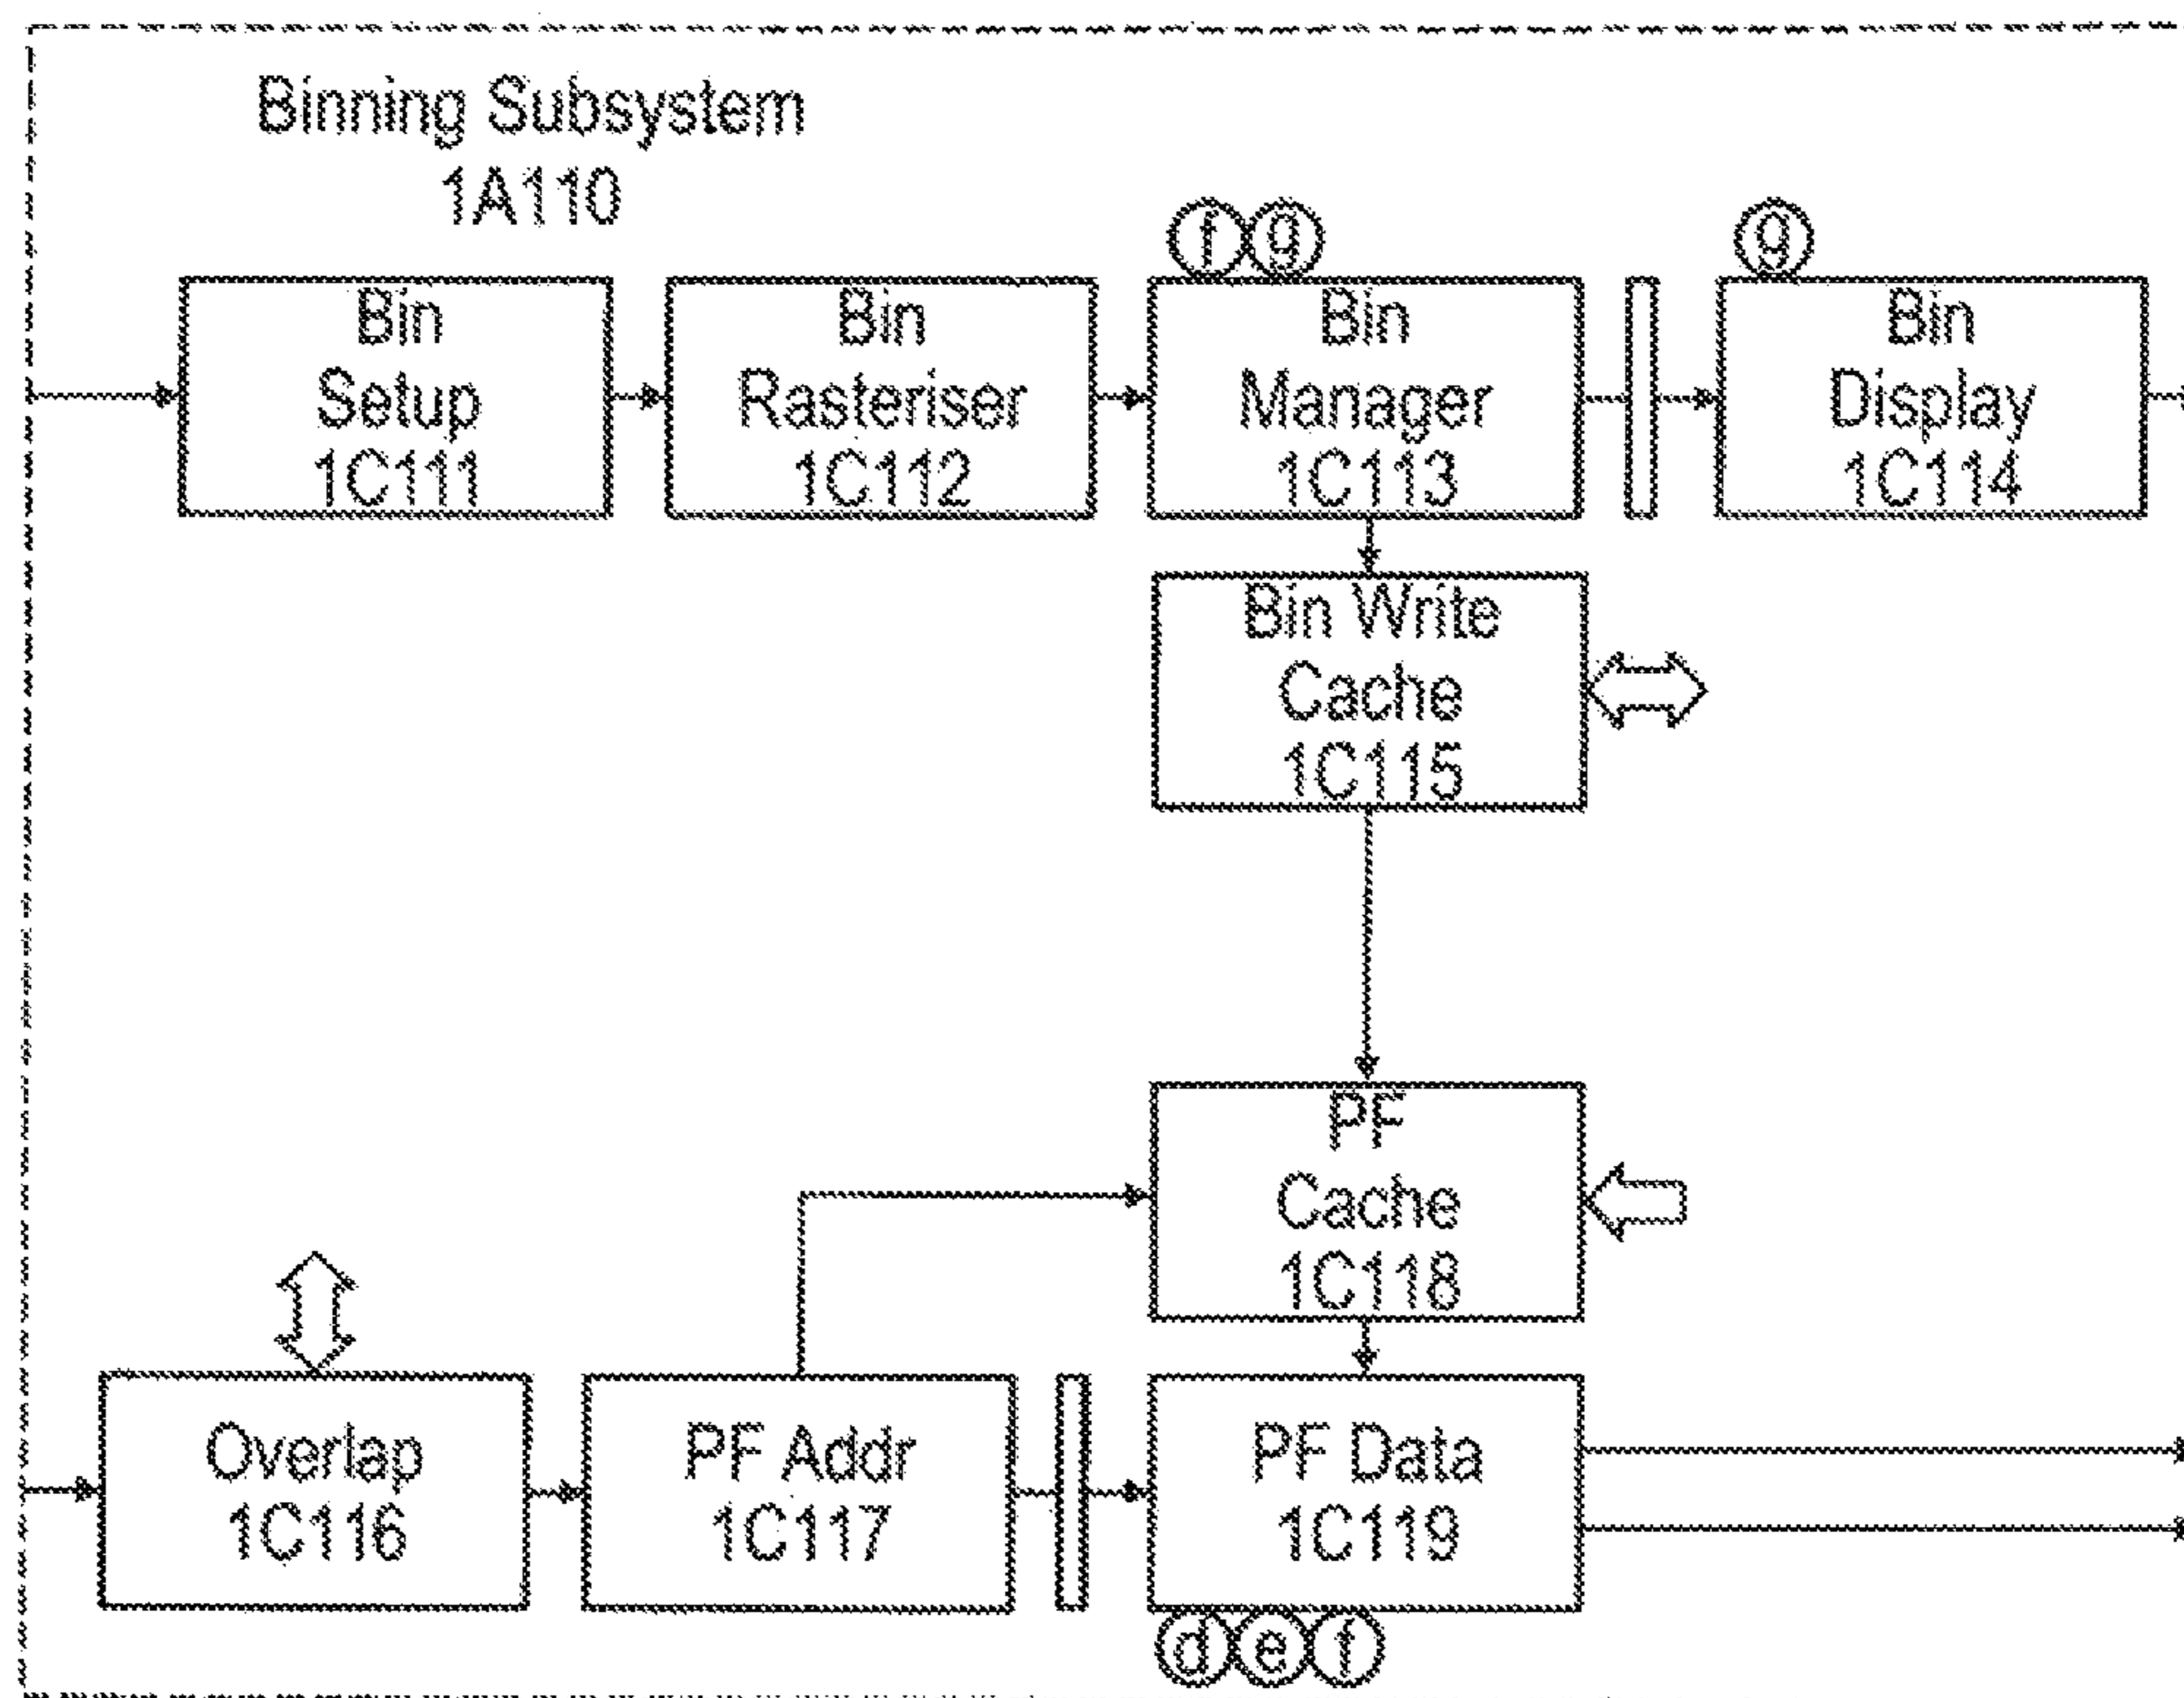 Binning Subsystem
1A110
f g
g
Bin
Setup
1C111
Bin
Rasteriser
1C112
Bin
Manager
1C113
Bin
Display
1C114
Bin Write
Cache
1C115
PF
Cache
1C118
Overlap
1C116
PF Addr
1C117
PF Data
1C119
d e f